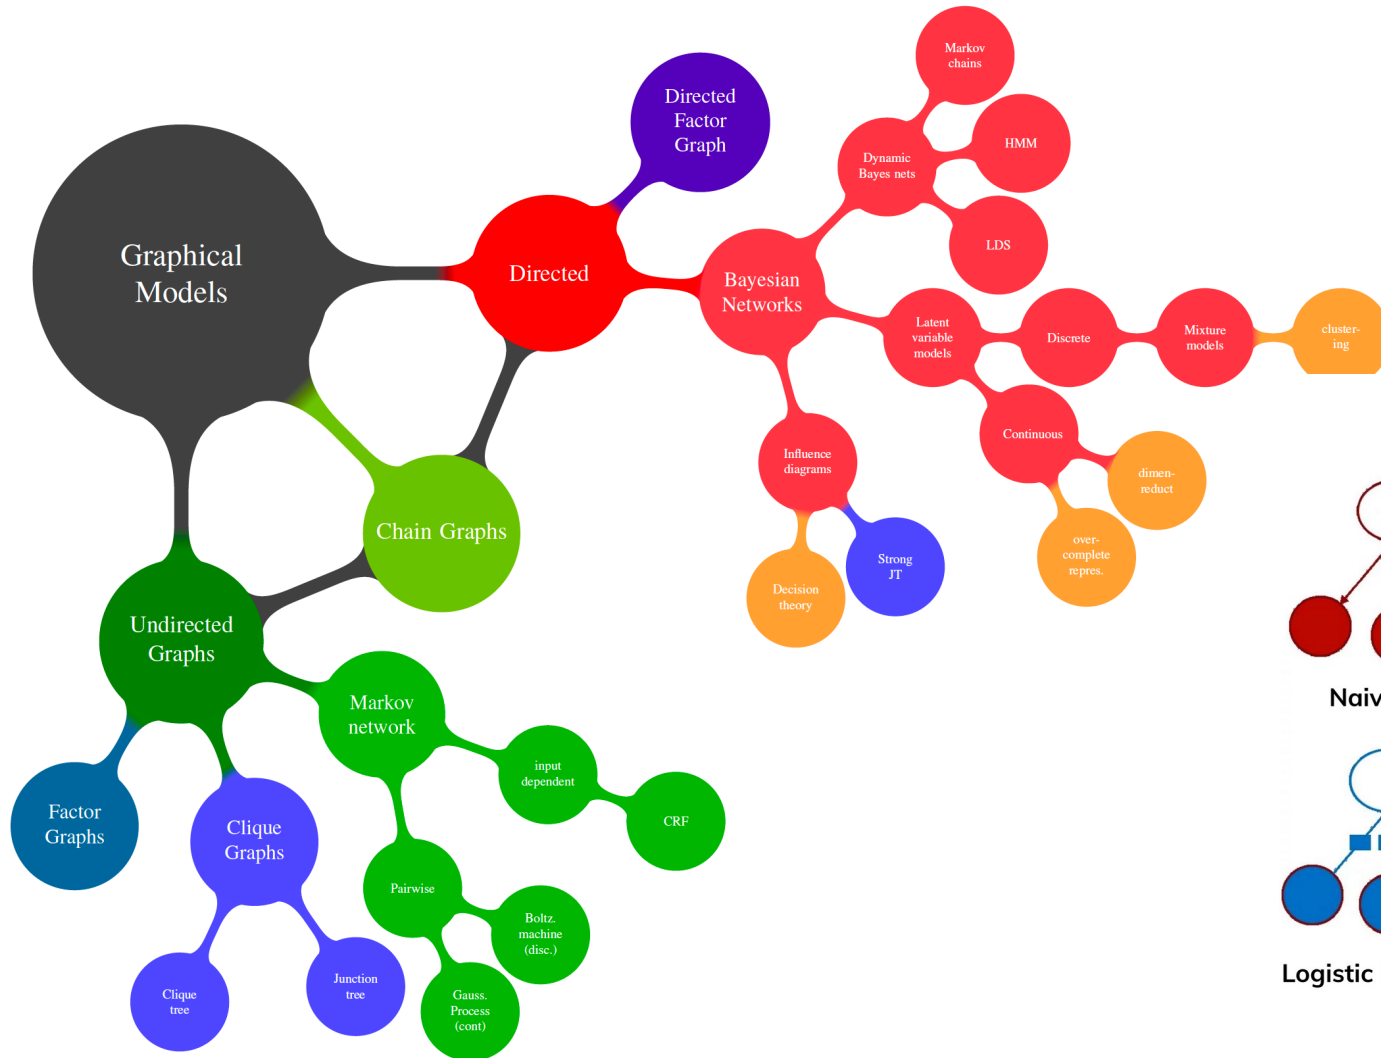 Graphical
Models
Directed
Directed
Factor
Graph
Bayesian
Networks
Dynamic
Bayes nets
Markov
chains
HMM
LDS
Latent
variable
models
Discrete
Mixture
models
cluster-
ing
Continuous
dimen-
reduct
over-
complete
repres.
Influence
diagrams
Strong
JT
Decision
theory
Chain Graphs
Undirected
Graphs
Markov
network
input
dependent
CRF
Pairwise
Boltz.
machine
(disc.)
Gauss.
Process
(cont)
Factor
Graphs
Clique
Graphs
Clique
tree
Junction
tree
Naiv
Logistic